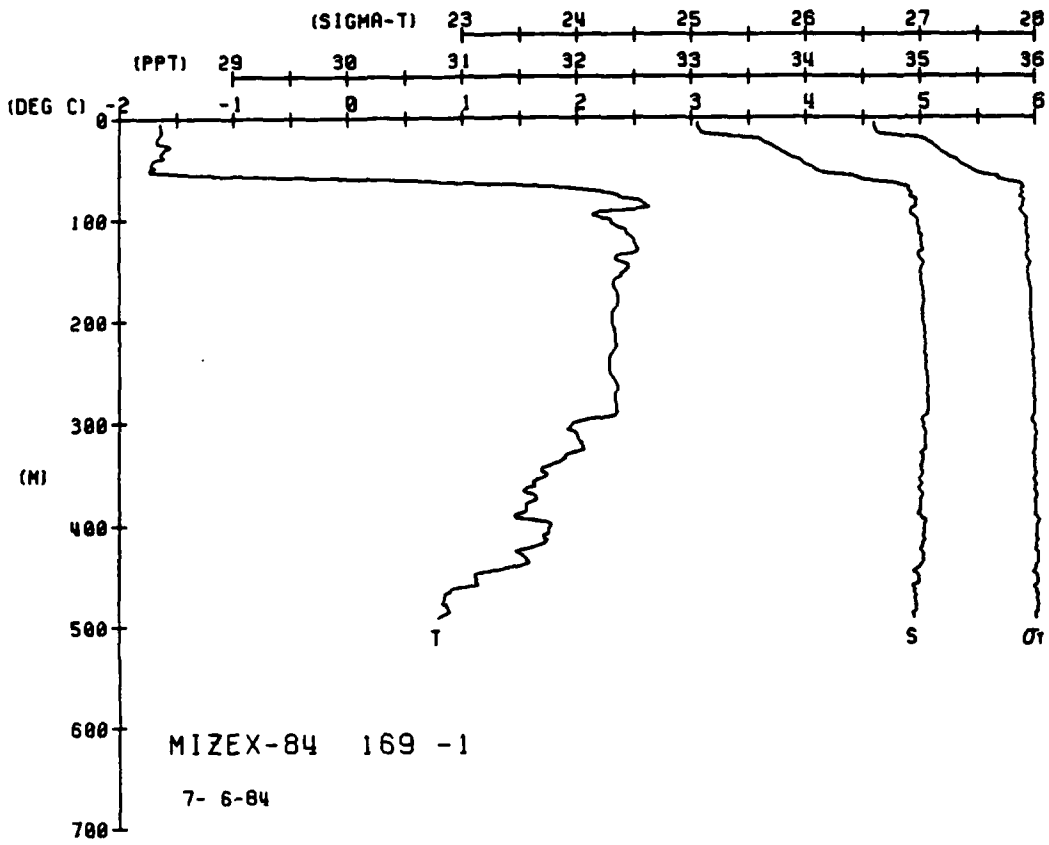 (SIGMA-T) 23 24 25 26 27 28
(PPT) 29 30 31 32 33 34 35 36
(DEG C) -2 -1 0 1 2 3 4 5 6
0
100
200
300
(M)
400
500
T S σT
600
MIZEX-84 169 -1
7- 6-84
700